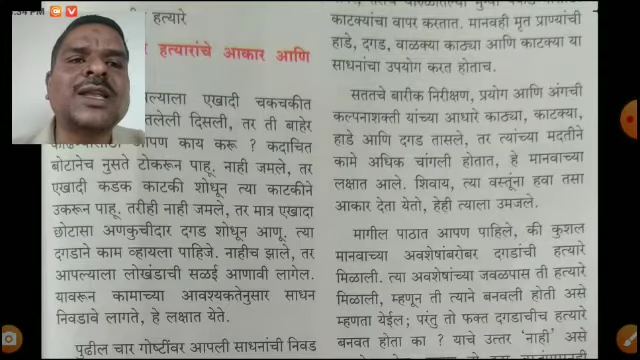 हत्यारे
हत्यारांचे आकार आणि
एखादी चकचकीत
दिसली, तर ती बाहेर
आपण काय करू ? कदाचित
बोटानेच नुसते टोकरून पाहू. नाही जमले, तर
एखादी कडक काटकी शोधून त्या काटकीने
उकरून पाहू. तरीही नाही जमले, तर मात्र एखादा
छोटासा अणकुचीदार दगड शोधून आणू. त्या
दगडाने काम व्हायला पाहिजे. नाहीच झाले, तर
आपल्याला लोखंडाची सळई आणावी लागेल.
यावरून कामाच्या आवश्यकतेनुसार साधन
निवडावे लागते, हे लक्षात येते.
पुढील चार गोष्टींवर आपली साधनांची निवड
काटक्यांचा वापर करतात. मानवही मृत प्राण्यांची
हाडे, दगड, वाळक्या काठ्या आणि काटक्या या
साधनांचा उपयोग करत होताच.
सततचे बारीक निरीक्षण, प्रयोग आणि अंगची
कल्पनाशक्ती यांच्या आधारे काठ्या, काटक्या,
हाडे आणि दगड तासले, तर त्यांच्या मदतीने
कामे अधिक चांगली होतात, हे मानवाच्या
लक्षात आले. शिवाय, त्या वस्तूंना हवा तसा
आकार देता येतो, हेही त्याला उमजले.
मागील पाठात आपण पाहिले, की कुशल
मानवाच्या अवशेषांबरोबर दगडांची हत्यारे
मिळाली. त्या अवशेषांच्या जवळपास ती हत्यारे
मिळाली, म्हणून ती त्याने बनवली होती असे
म्हणता येईल; परंतु तो फक्त दगडाचीच हत्यारे
बनवत होता का ? याचे उत्तर ‘नाही’ असे